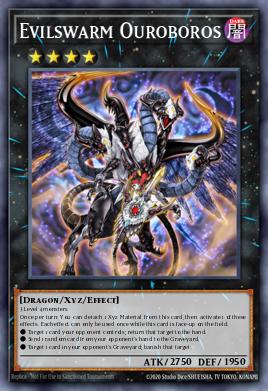 Evilswarm Ouroboros
DARK
闇
[Dragon/Xyz/Effect]
3 Level 4 monsters
Once per turn: You can detach 1 Xyz Material from this card, then activate 1 of these
effects. Each effect can only be used once while this card is face-up on the field.
● Target 1 card your opponent controls; return that target to the hand.
● Send 1 random card from your opponent's hand to the Graveyard.
● Target 1 card in your opponent's Graveyard; banish that target.
ATK/2750 DEF/1950
Replica - Not For Use in Sanctioned Tournaments
©2020 Studio Dice/SHUEISHA, TV TOKYO, KONAMI